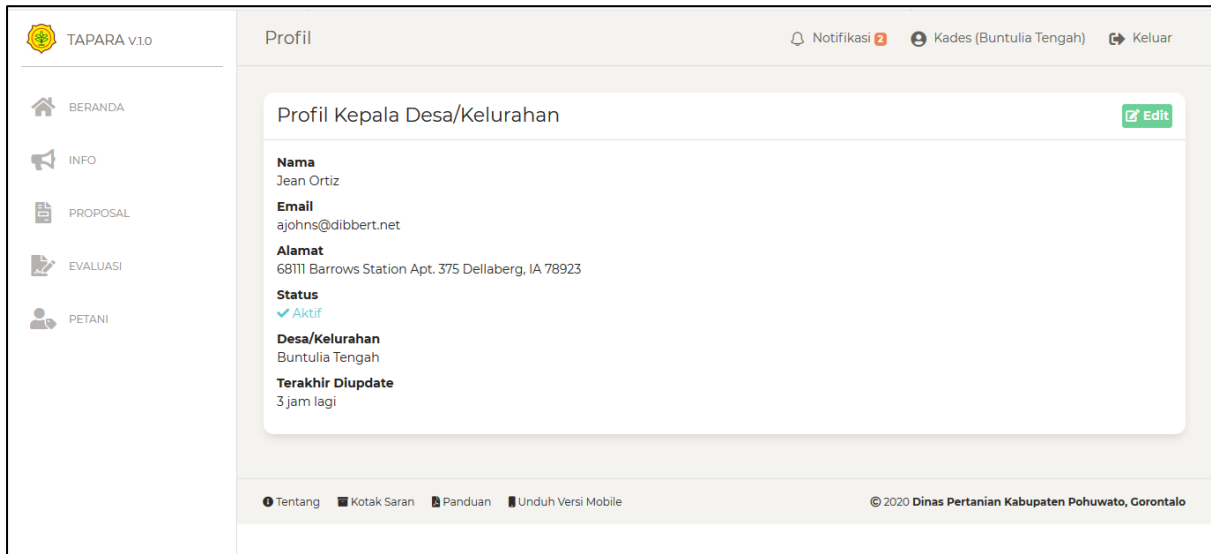 TAPARA V.1.0
Profil
Notifikasi 2
Kades (Buntulia Tengah)
Keluar
BERANDA
INFO
PROPOSAL
EVALUASI
PETANI
Profil Kepala Desa/Kelurahan
Edit
Nama
Jean Ortiz
Email
ajohns@dibbert.net
Alamat
68111 Barrows Station Apt. 375 Dellaberg, IA 78923
Status
Aktif
Desa/Kelurahan
Buntulia Tengah
Terakhir Diupdate
3 jam lagi
Tentang Kotak Saran Panduan Unduh Versi Mobile
© 2020 Dinas Pertanian Kabupaten Pohuwato, Gorontalo